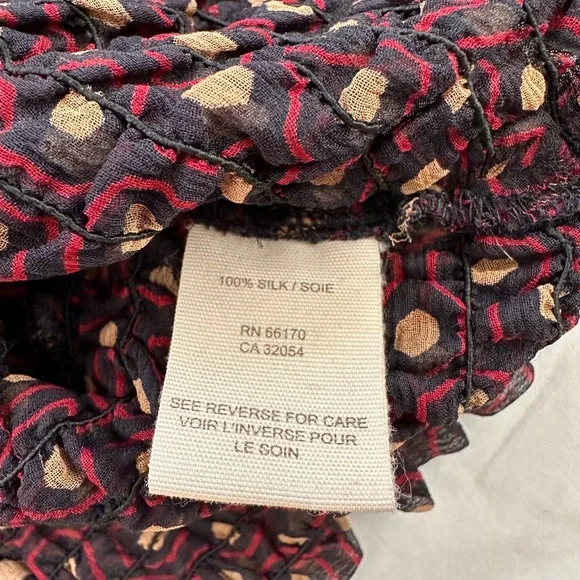 100% SILK / SOIE
RN 66170
CA 32054
SEE REVERSE FOR CARE
VOIR L'INVERSE POUR
LE SOIN